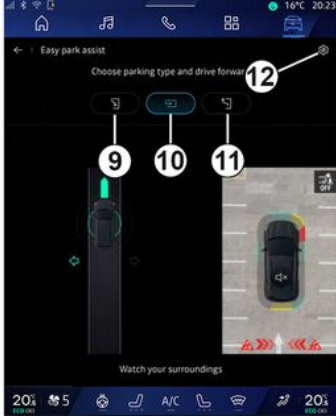 16°C 20:23
Easy park assist
Choose parking type and drive forwar
12
9
10
11
OFF
Watch your surroundings
20.5 5 A/C 20.5
ECO